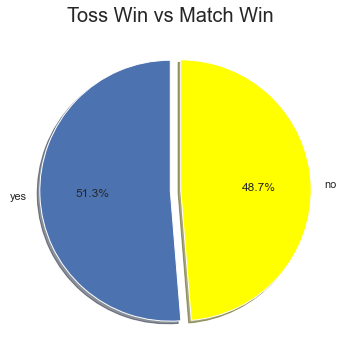 Toss Win vs Match Win
yes
51.3%
48.7%
no